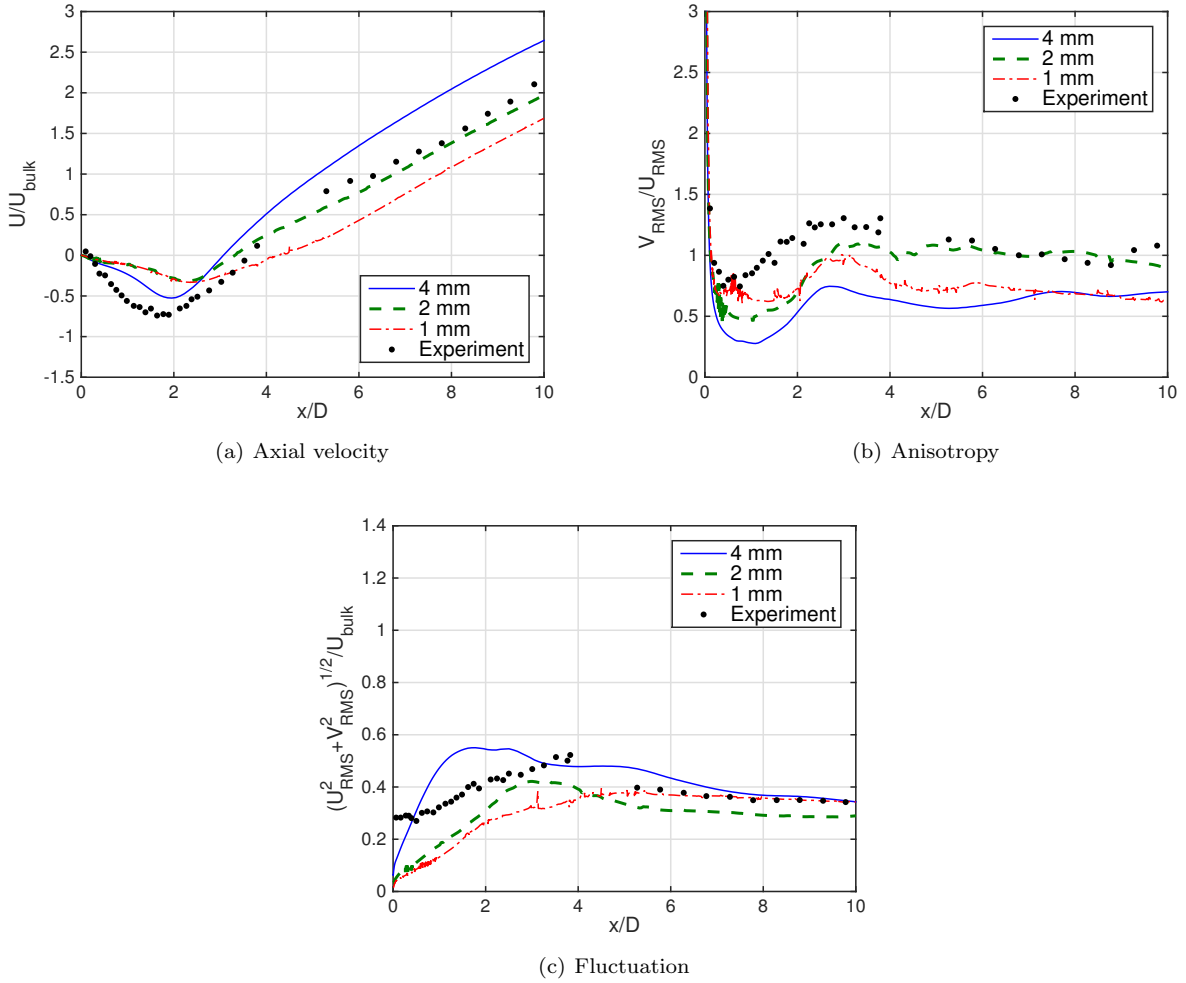 3
2.5
2
1.5
1
0.5
0
-0.5
-1
-1.5
U/U_bulk
0 2 4 6 8 10
x/D
4 mm
2 mm
1 mm
Experiment
(a) Axial velocity
3
2.5
2
1.5
1
0.5
0
V_RMS/U_RMS
0 2 4 6 8 10
x/D
4 mm
2 mm
1 mm
Experiment
(b) Anisotropy
1.4
1.2
1
0.8
0.6
0.4
0.2
0
(U²_RMS+V²_RMS)^1/2/U_bulk
0 2 4 6 8 10
x/D
4 mm
2 mm
1 mm
Experiment
(c) Fluctuation